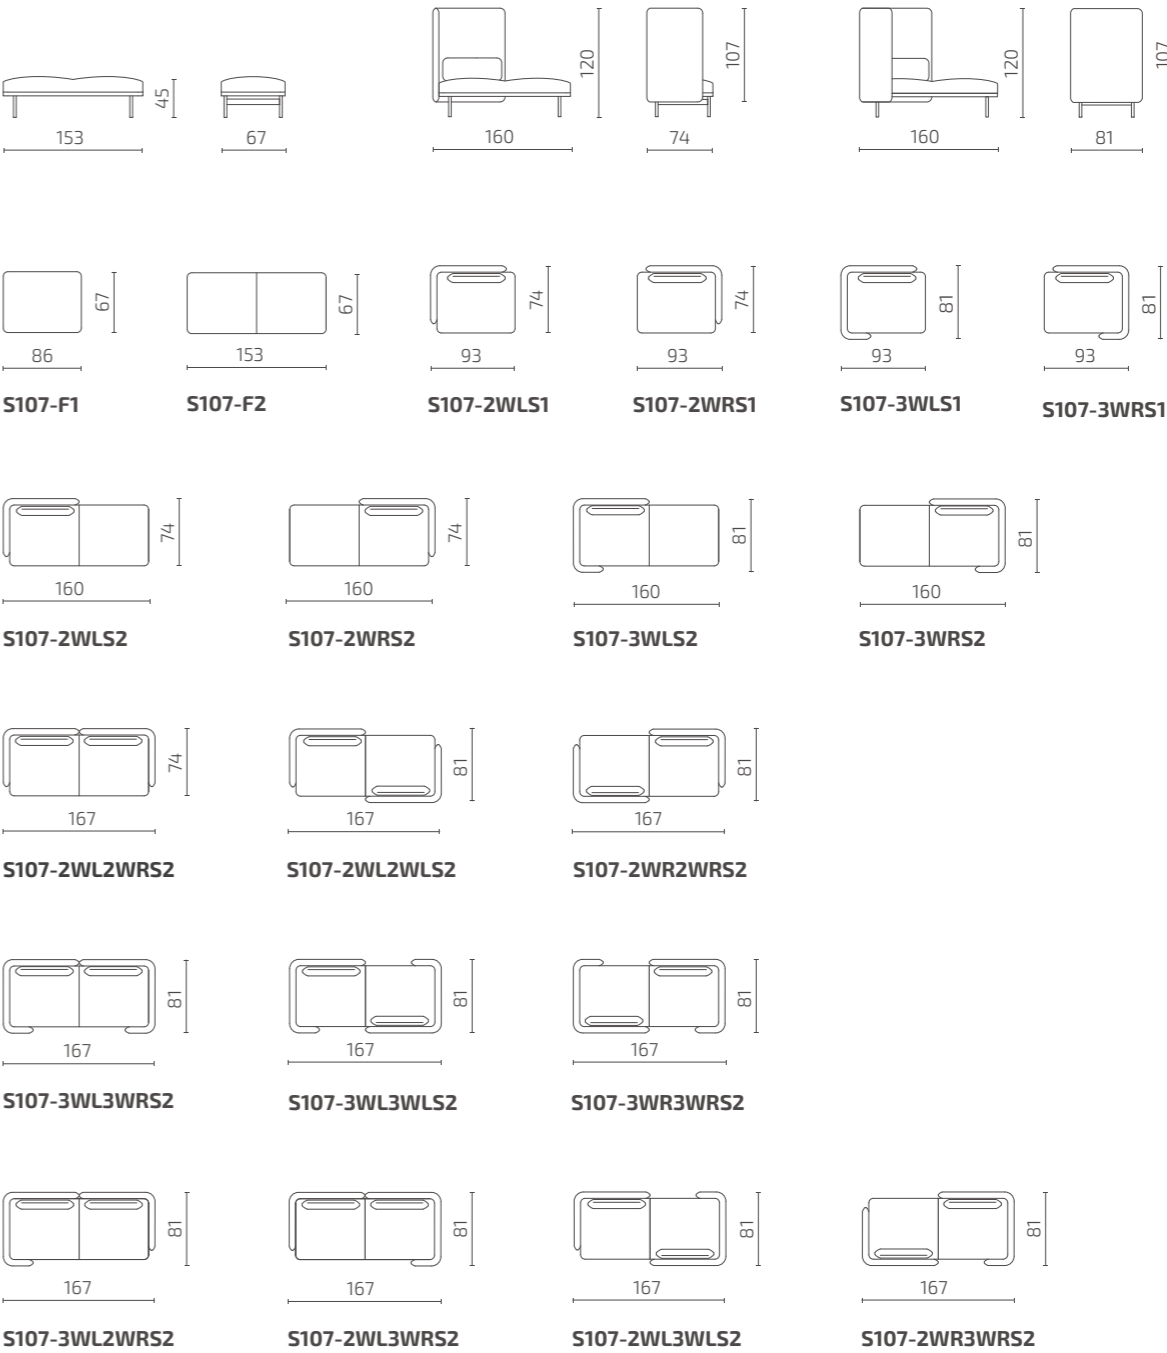 45
153
67
120
160
107
74
120
160
107
81
67
86
S107-F1
67
153
S107-F2
74
93
S107-2WLS1
74
93
S107-2WRS1
81
93
S107-3WLS1
81
93
S107-3WRS1
74
160
S107-2WLS2
74
160
S107-2WRS2
81
160
S107-3WLS2
81
160
S107-3WRS2
74
167
S107-2WL2WRS2
81
167
S107-2WL2WLS2
81
167
S107-2WR2WRS2
81
167
S107-3WL3WRS2
81
167
S107-3WL3WLS2
81
167
S107-3WR3WRS2
81
167
S107-3WL2WRS2
81
167
S107-2WL3WRS2
81
167
S107-2WL3WLS2
81
167
S107-2WR3WRS2